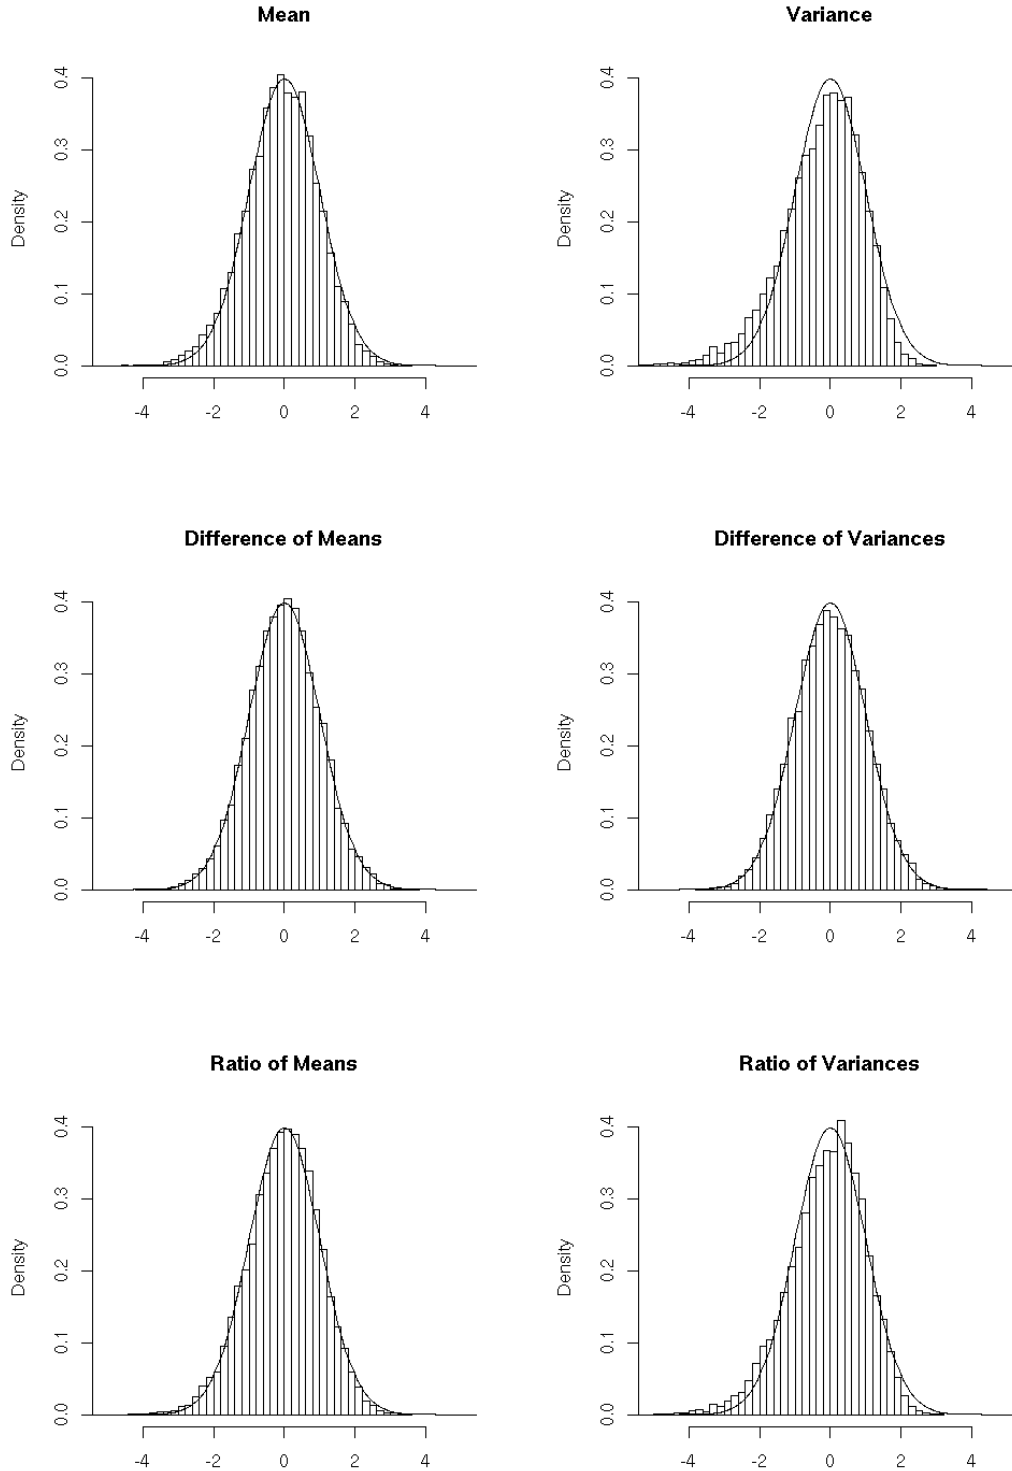 Mean
Density
0.0 0.1 0.2 0.3 0.4
-4 -2 0 2 4
Variance
Density
0.0 0.1 0.2 0.3 0.4
-4 -2 0 2 4
Difference of Means
Density
0.0 0.1 0.2 0.3 0.4
-4 -2 0 2 4
Difference of Variances
Density
0.0 0.1 0.2 0.3 0.4
-4 -2 0 2 4
Ratio of Means
Density
0.0 0.1 0.2 0.3 0.4
-4 -2 0 2 4
Ratio of Variances
Density
0.0 0.1 0.2 0.3 0.4
-4 -2 0 2 4